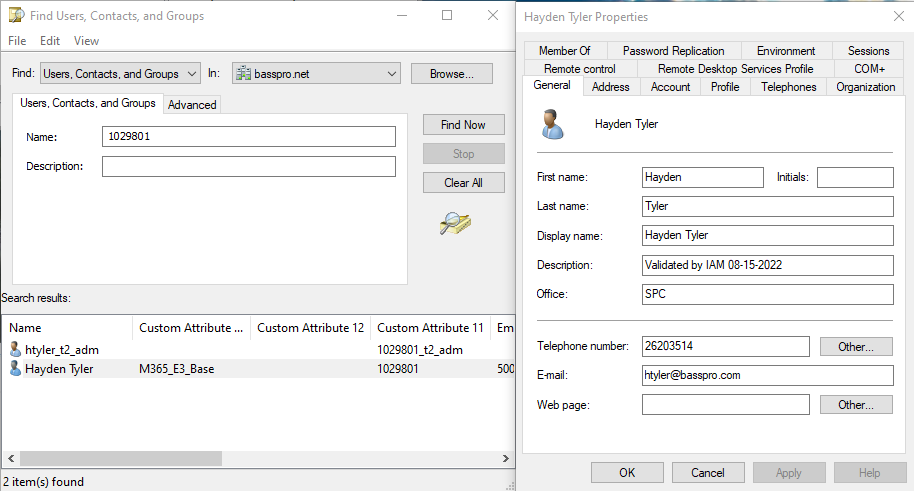 Find Users, Contacts, and Groups
File Edit View
Find: Users, Contacts, and Groups In: basspro.net Browse...
Users, Contacts, and Groups Advanced
Name: 1029801
Description:
Find Now
Stop
Clear All
Search results:
Name Custom Attribute ... Custom Attribute 12 Custom Attribute 11 Em
htyler_t2_adm 1029801_t2_adm
Hayden Tyler M365_E3_Base 1029801 500
2 item(s) found
Hayden Tyler Properties
Member Of Password Replication Environment Sessions
Remote control Remote Desktop Services Profile COM+
General Address Account Profile Telephones Organization
Hayden Tyler
First name: Hayden Initials:
Last name: Tyler
Display name: Hayden Tyler
Description: Validated by IAM 08-15-2022
Office: SPC
Telephone number: 26203514 Other...
E-mail: htyler@basspro.com
Web page: Other...
OK Cancel Apply Help